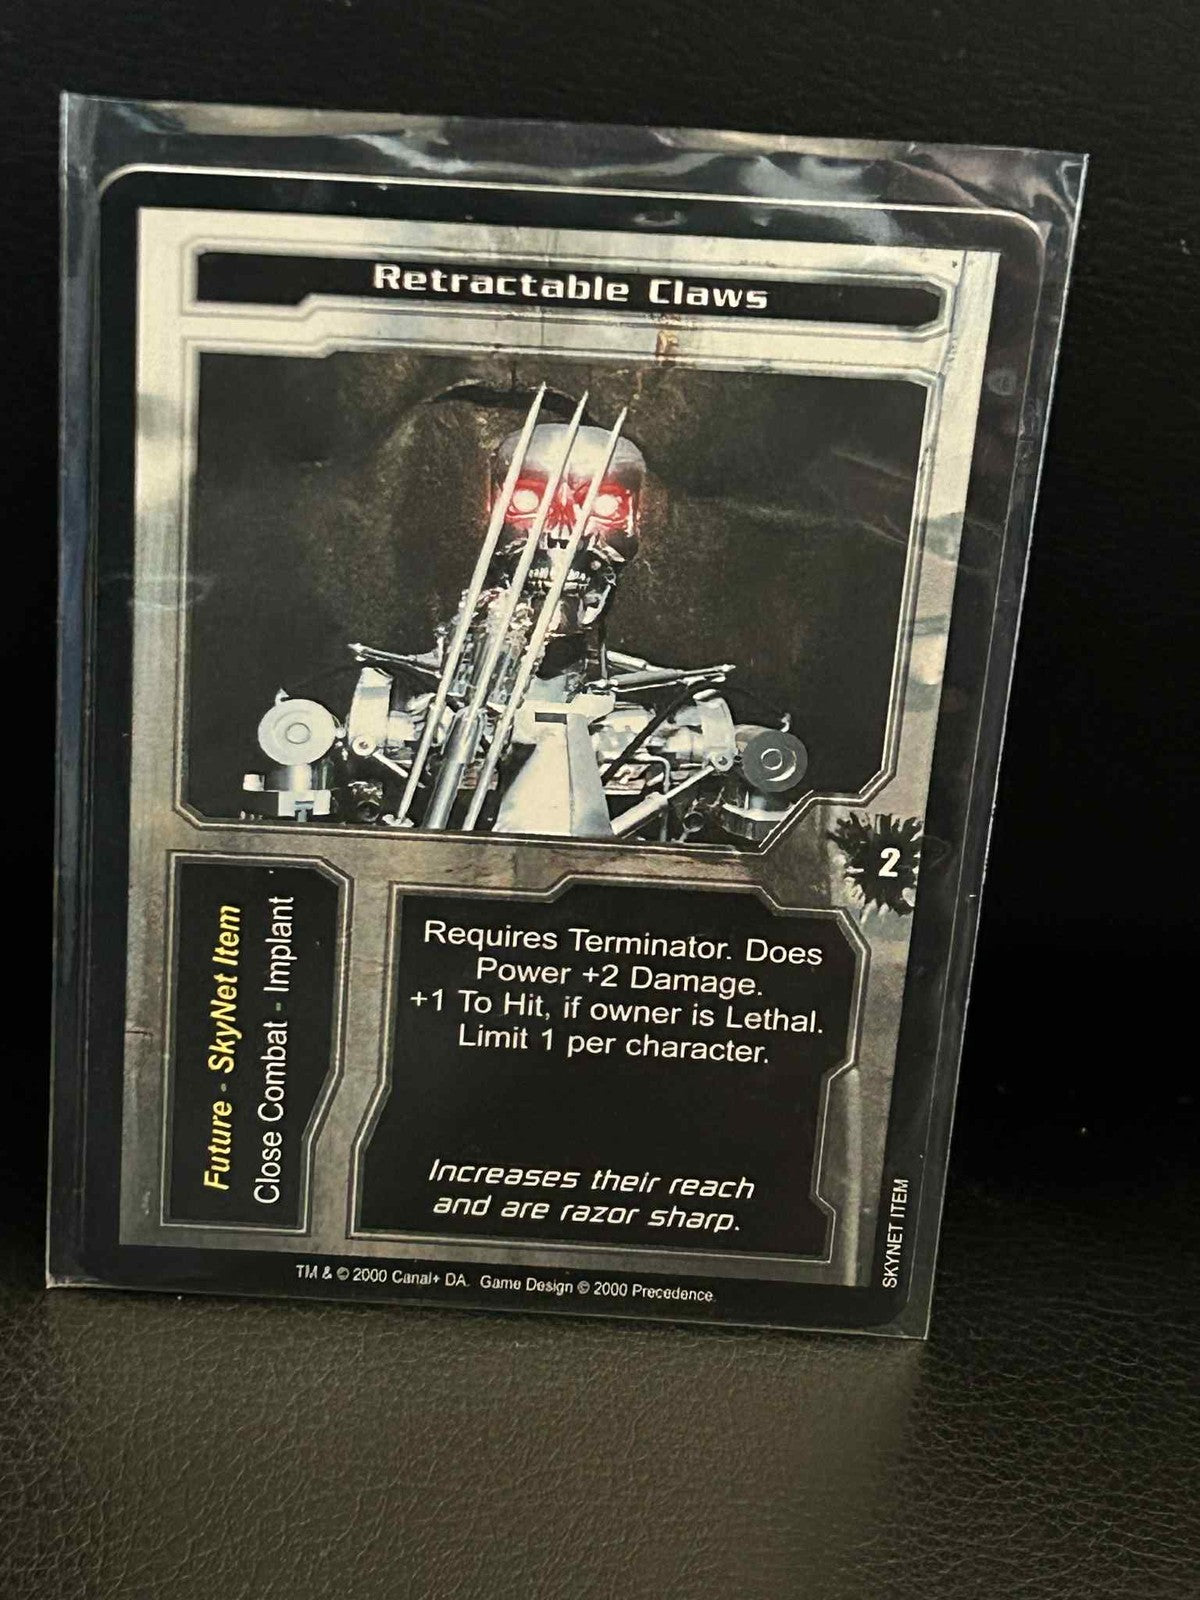 Retractable Claws
2
Future - SkyNet Item
Close Combat - Implant
Requires Terminator. Does
Power +2 Damage.
+1 To Hit, if owner is Lethal.
Limit 1 per character.
Increases their reach
and are razor sharp.
SKYNET ITEM
TM & © 2000 Canal+ DA. Game Design © 2000 Precedence.